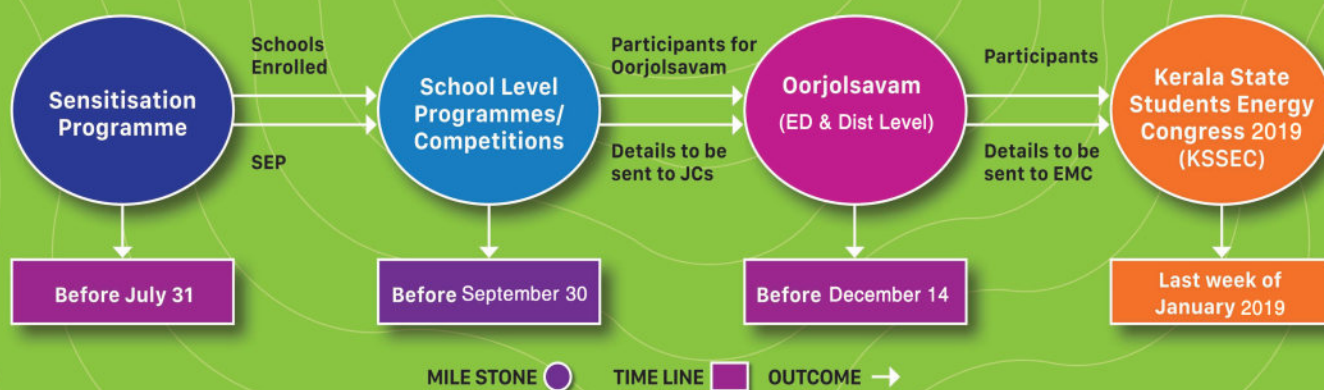 Sensitisation
Programme
Schools
Enrolled
SEP
School Level
Programmes/
Competitions
Participants for
Oorjolsavam
Details to be
sent to JCs
Oorjolsavam
(ED & Dist Level)
Participants
Details to be
sent to EMC
Kerala State
Students Energy
Congress 2019
(KSSEC)
Before July 31
Before September 30
Before December 14
Last week of
January 2019
MILE STONE
TIME LINE
OUTCOME